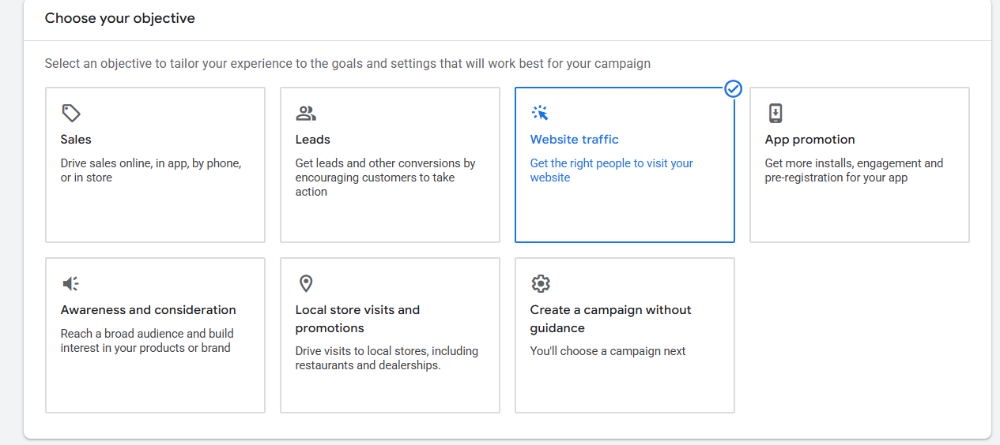 Choose your objective
Select an objective to tailor your experience to the goals and settings that will work best for your campaign
Sales
Drive sales online, in app, by phone,
or in store
Leads
Get leads and other conversions by
encouraging customers to take
action
Website traffic
Get the right people to visit your
website
App promotion
Get more installs, engagement and
pre-registration for your app
Awareness and consideration
Reach a broad audience and build
interest in your products or brand
Local store visits and
promotions
Drive visits to local stores, including
restaurants and dealerships.
Create a campaign without
guidance
You'll choose a campaign next